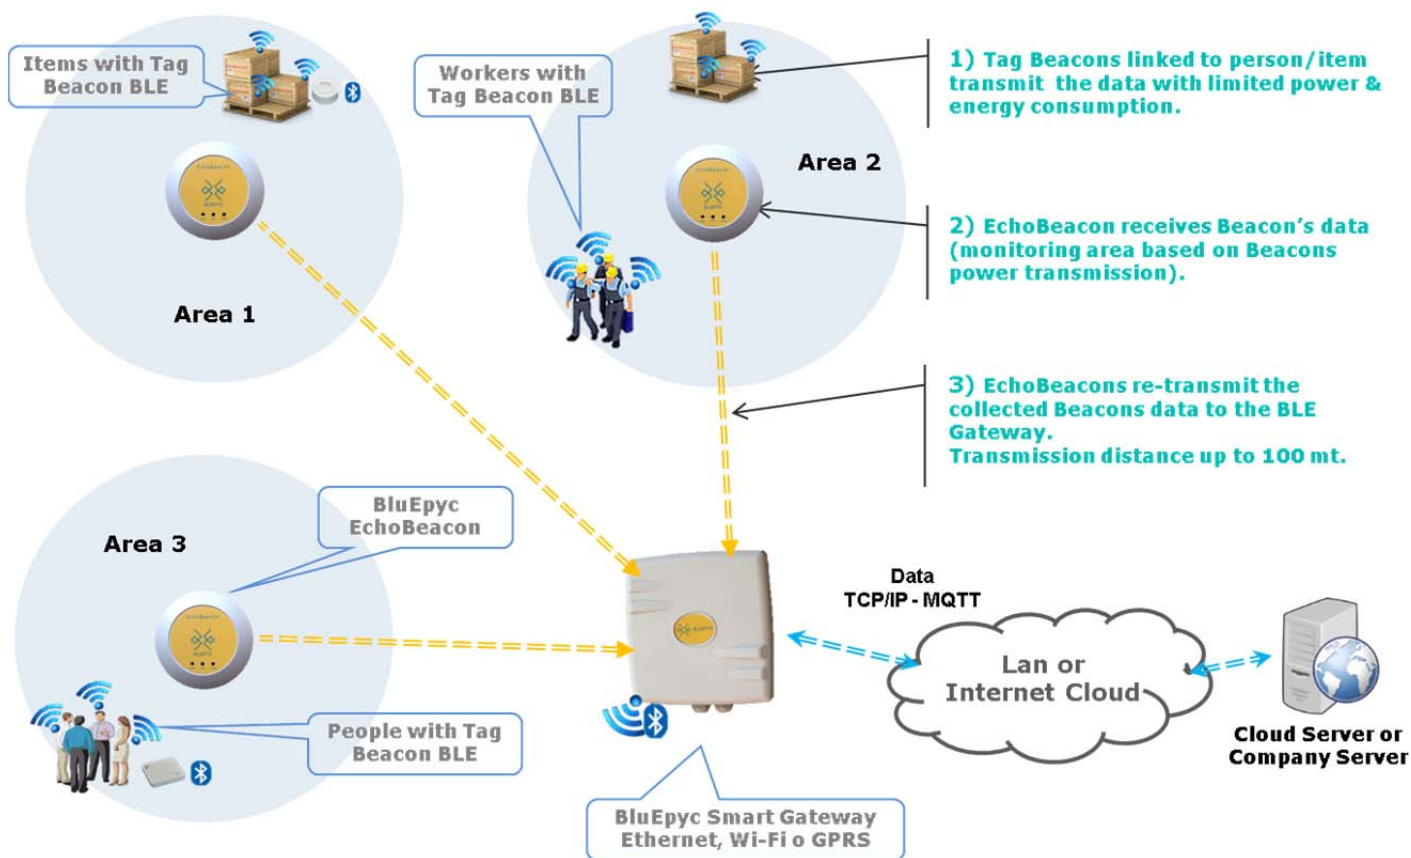 Items with Tag
Beacon BLE
EchoBeacon
Area 1
Workers with
Tag Beacon BLE
EchoBeacon
Area 2
1) Tag Beacons linked to person/item
transmit the data with limited power &
energy consumption.
2) EchoBeacon receives Beacon's data
(monitoring area based on Beacons
power transmission).
3) EchoBeacons re-transmit the
collected Beacons data to the BLE
Gateway.
Transmission distance up to 100 mt.
BluEpyc
EchoBeacon
Area 3
EchoBeacon
People with Tag
Beacon BLE
Data
TCP/IP - MQTT
Lan or
Internet Cloud
Cloud Server or
Company Server
BluEpyc Smart Gateway
Ethernet, Wi-Fi o GPRS